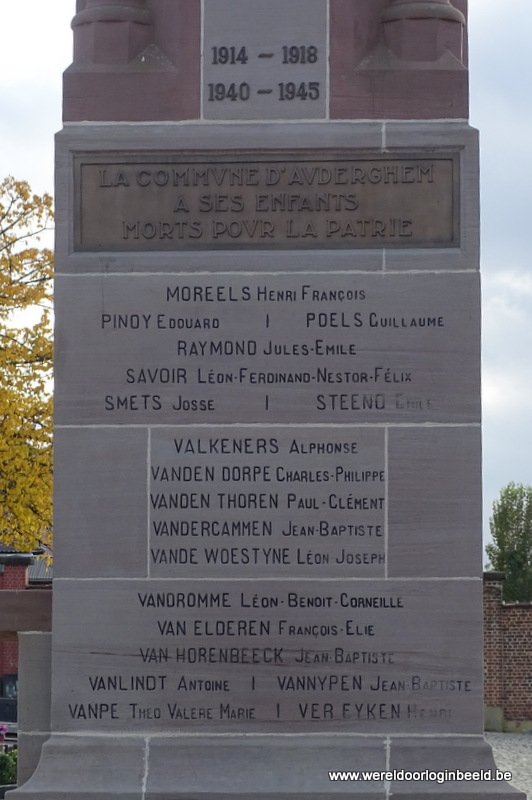 1914 – 1918
1940 – 1945
LA COMMVNE D'AVDERGHEM
A SES ENFANTS
MORTS POVR LA PATRIE
MOREELS HENRI FRANÇOIS
PINOY EDOUARD | POELS GUILLAUME
RAYMOND JULES-EMILE
SAVOIR LÉON-FERDINAND-NESTOR-FÉLIX
SMETS JOSSE | STEENO EMILE
VALKENERS ALPHONSE
VANDEN DORPE CHARLES-PHILIPPE
VANDEN THOREN PAUL-CLÉMENT
VANDERCAMMEN JEAN-BAPTISTE
VANDE WOESTYNE LÉON JOSEPH
VANDROMME LÉON-BENOIT-CORNEILLE
VAN ELDEREN FRANÇOIS-ELIE
VAN HORENBEECK JEAN-BAPTISTE
VANLINDT ANTOINE | VANNYPEN JEAN-BAPTISTE
VANPE THEO VALERE MARIE | VER EYKEN HENRI
www.wereldoorloginbeeld.be